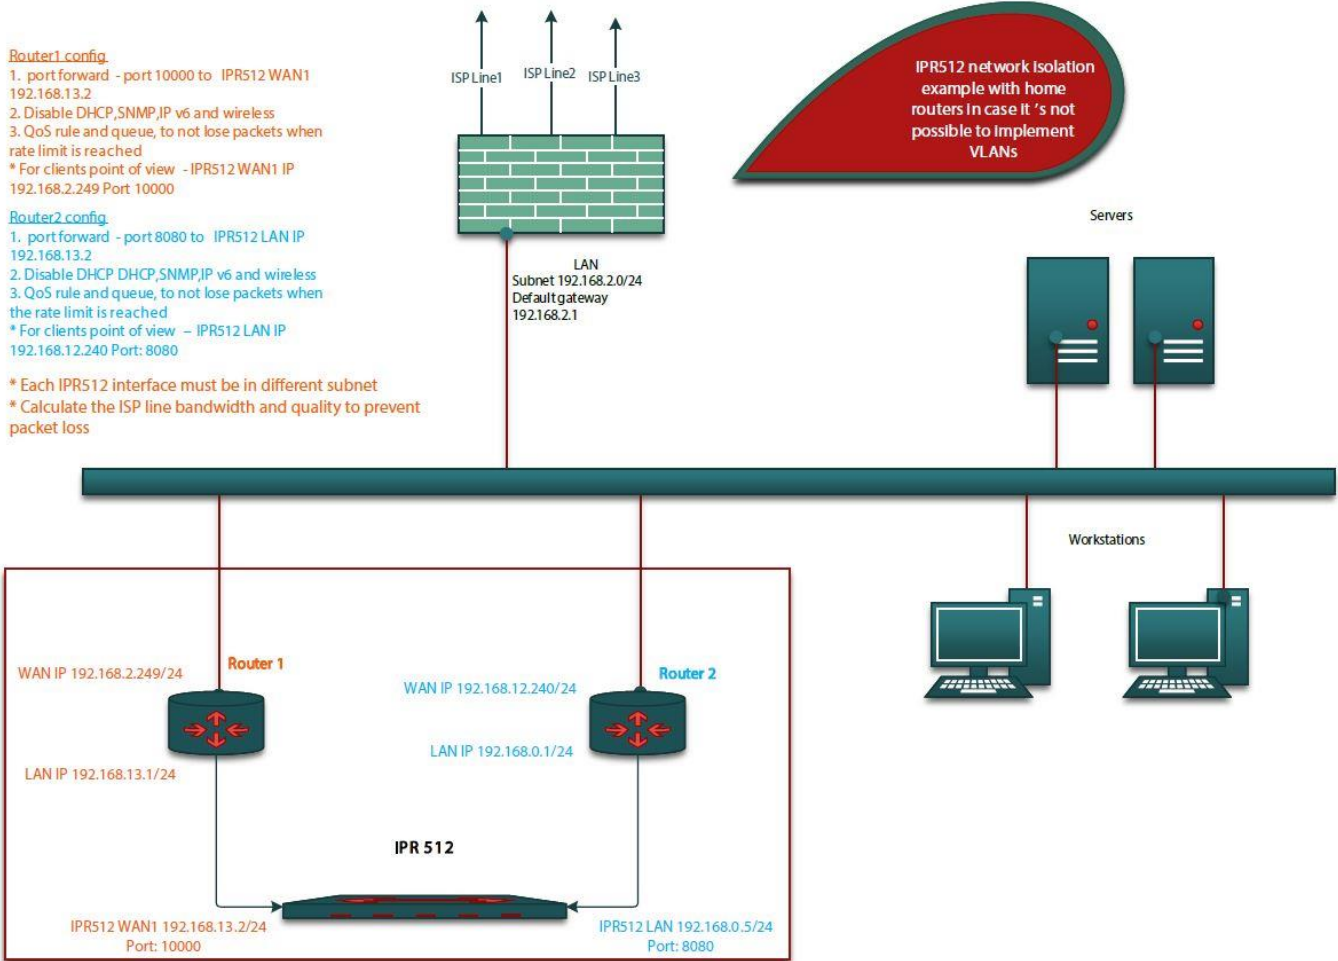 Router1 config
1. port forward - port 10000 to IPR512 WAN1
192.168.13.2
2. Disable DHCP,SNMP,IP v6 and wireless
3. QoS rule and queue, to not lose packets when
rate limit is reached
* For clients point of view - IPR512 WAN1 IP
192.168.2.249 Port 10000
Router2 config
1. port forward - port 8080 to IPR512 LAN IP
192.168.13.2
2. Disable DHCP DHCP,SNMP,IP v6 and wireless
3. QoS rule and queue, to not lose packets when
the rate limit is reached
* For clients point of view – IPR512 LAN IP
192.168.12.240 Port: 8080
* Each IPR512 interface must be in different subnet
* Calculate the ISP line bandwidth and quality to prevent
packet loss
ISP Line1
ISP Line2
ISP Line3
IPR512 network isolation
example with home
routers in case it 's not
possible to implement
VLANs
LAN
Subnet 192.168.2.0/24
Default gateway
192.168.2.1
Servers
Workstations
Router 1
WAN IP 192.168.2.249/24
LAN IP 192.168.13.1/24
Router 2
WAN IP 192.168.12.240/24
LAN IP 192.168.0.1/24
IPR 512
IPR512 WAN1 192.168.13.2/24
Port: 10000
IPR512 LAN 192.168.0.5/24
Port: 8080